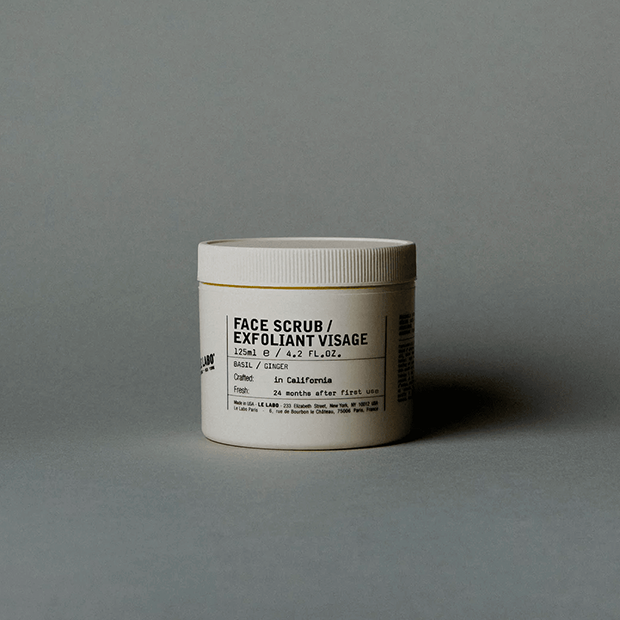 FACE SCRUB /
EXFOLIANT VISAGE
125ml e / 4.2 FL.OZ.
BASIL / GINGER
Crafted: in California
Fresh: 24 months after first use
Made in USA - LE LABO - 233 Elizabeth Street, New York, NY 10012 USA
Le Labo Paris - 6, rue de Bourbon le Château, 75006 Paris, France
LABO